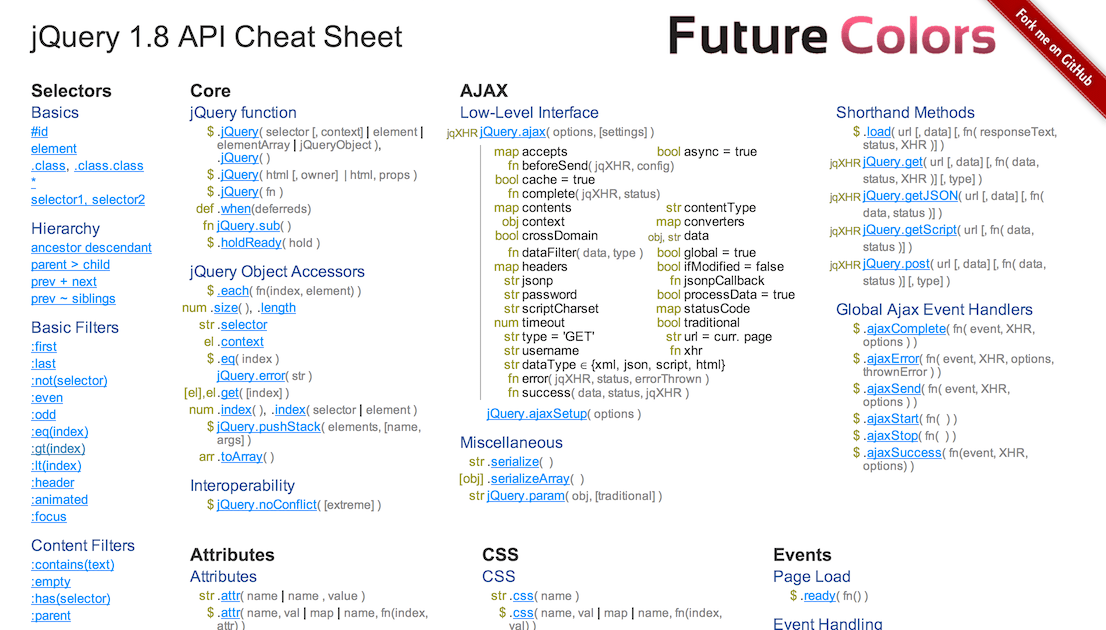 jQuery 1.8 API Cheat Sheet
Future Colors
Fork me on GitHub
Selectors
Basics
#id
element
.class, .class.class
*
selector1, selector2
Hierarchy
ancestor descendant
parent > child
prev + next
prev ~ siblings
Basic Filters
:first
:last
:not(selector)
:even
:odd
:eq(index)
:gt(index)
:lt(index)
:header
:animated
:focus
Content Filters
:contains(text)
:empty
:has(selector)
:parent
Core
jQuery function
$ .jQuery( selector [, context] | element |
elementArray | jQueryObject ),
.jQuery( )
$ .jQuery( html [, owner] | html, props )
$ .jQuery( fn )
def .when(deferreds)
fn jQuery.sub( )
$ .holdReady( hold )
jQuery Object Accessors
$ .each( fn(index, element) )
num .size( ), .length
str .selector
el .context
$ .eq( index )
jQuery.error( str )
[el],el .get( [index] )
num .index( ), .index( selector | element )
$ jQuery.pushStack( elements, [name,
args] )
arr .toArray( )
Interoperability
$ jQuery.noConflict( [extreme] )
AJAX
Low-Level Interface
jqXHR jQuery.ajax( options, [settings] )
map accepts bool async = true
fn beforeSend( jqXHR, config)
bool cache = true
fn complete( jqXHR, status)
map contents str contentType
obj context map converters
bool crossDomain obj, str data
fn dataFilter( data, type ) bool global = true
map headers bool ifModified = false
str jsonp fn jsonpCallback
str password bool processData = true
str scriptCharset map statusCode
num timeout bool traditional
str type = 'GET' str url = curr. page
str username fn xhr
str dataType ∈ {xml, json, script, html}
fn error( jqXHR, status, errorThrown )
fn success( data, status, jqXHR )
jQuery.ajaxSetup( options )
Miscellaneous
str .serialize( )
[obj] .serializeArray( )
str jQuery.param( obj, [traditional] )
Shorthand Methods
$ .load( url [, data] [, fn( responseText,
status, XHR )] )
jqXHR jQuery.get( url [, data] [, fn( data,
status, XHR )] [, type] )
jqXHR jQuery.getJSON( url [, data] [, fn(
data, status )] )
jqXHR jQuery.getScript( url [, fn( data,
status )] )
jqXHR jQuery.post( url [, data] [, fn( data,
status )] [, type] )
Global Ajax Event Handlers
$ .ajaxComplete( fn( event, XHR,
options ) )
$ .ajaxError( fn( event, XHR, options,
thrownError ) )
$ .ajaxSend( fn( event, XHR,
options ) )
$ .ajaxStart( fn( ) )
$ .ajaxStop( fn( ) )
$ .ajaxSuccess( fn(event, XHR,
options) )
Attributes
Attributes
str .attr( name | name , value )
$ .attr( name, val | map | name, fn(index,
attr) )
CSS
CSS
str .css( name )
$ .css( name, val | map | name, fn(index,
val) )
Events
Page Load
$ .ready( fn() )
Event Handling